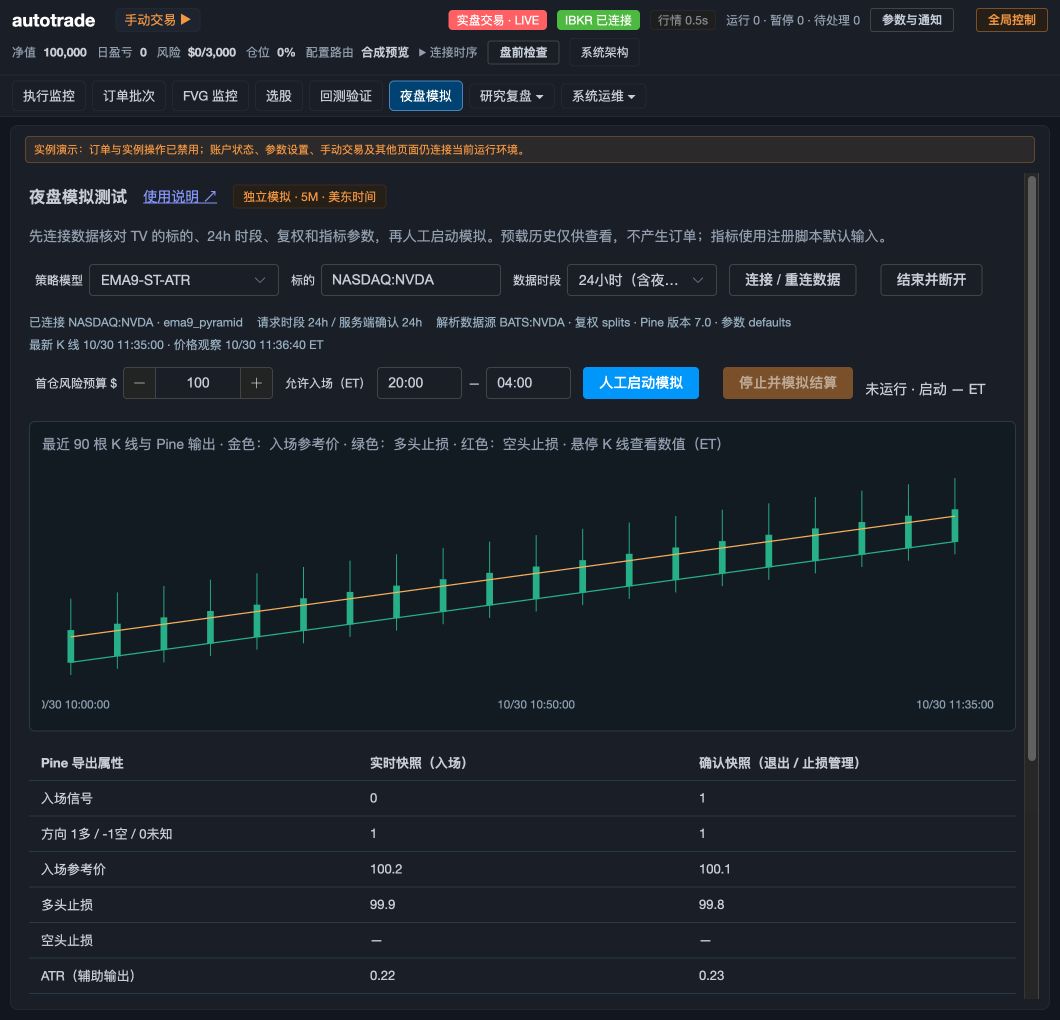 autotrade 手动交易 ▶ 实盘交易 · LIVE IBKR 已连接 行情 0.5s 运行 0 · 暂停 0 · 待处理 0 参数与通知 全局控制
净值 100,000 日盈亏 0 风险 $0/3,000 仓位 0% 配置路由 合成预览 ▶ 连接时序 盘前检查 系统架构
执行监控 订单批次 FVG 监控 选股 回测验证 夜盘模拟 研究复盘 系统运维
实例演示：订单与实例操作已禁用；账户状态、参数设置、手动交易及其他页面仍连接当前运行环境。
夜盘模拟测试 使用说明 ↗ 独立模拟 · 5M · 美东时间
先连接数据核对 TV 的标的、24h 时段、复权和指标参数，再人工启动模拟。预载历史仅供查看，不产生订单；指标使用注册脚本默认输入。
策略模型 EMA9-ST-ATR 标的 NASDAQ:NVDA 数据时段 24小时（含夜... 连接 / 重连数据 结束并断开
已连接 NASDAQ:NVDA · ema9_pyramid 请求时段 24h / 服务端确认 24h 解析数据源 BATS:NVDA · 复权 splits · Pine 版本 7.0 · 参数 defaults
最新 K 线 10/30 11:35:00 · 价格观察 10/30 11:36:40 ET
首仓风险预算 $ — 100 + 允许入场（ET） 20:00 — 04:00 人工启动模拟 停止并模拟结算 未运行 · 启动 — ET
最近 90 根 K 线与 Pine 输出 · 金色：入场参考价 · 绿色：多头止损 · 红色：空头止损 · 悬停 K 线查看数值（ET）
)/30 10:00:00 10/30 10:50:00 10/30 11:35:00
Pine 导出属性 实时快照（入场） 确认快照（退出 / 止损管理）
入场信号 0 1
方向 1多 / -1空 / 0未知 1 1
入场参考价 100.2 100.1
多头止损 99.9 99.8
空头止损 — —
ATR（辅助输出） 0.22 0.23